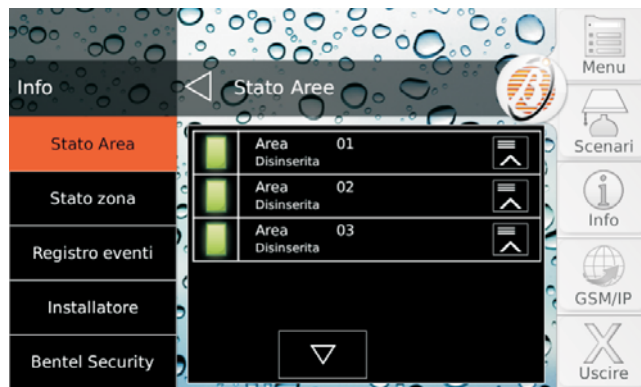 Info
Stato Aree
Menu
Scenari
Info
GSM/IP
Uscire
Stato Area
Stato zona
Registro eventi
Installatore
Bentel Security
Area 01
Disinserita
Area 02
Disinserita
Area 03
Disinserita